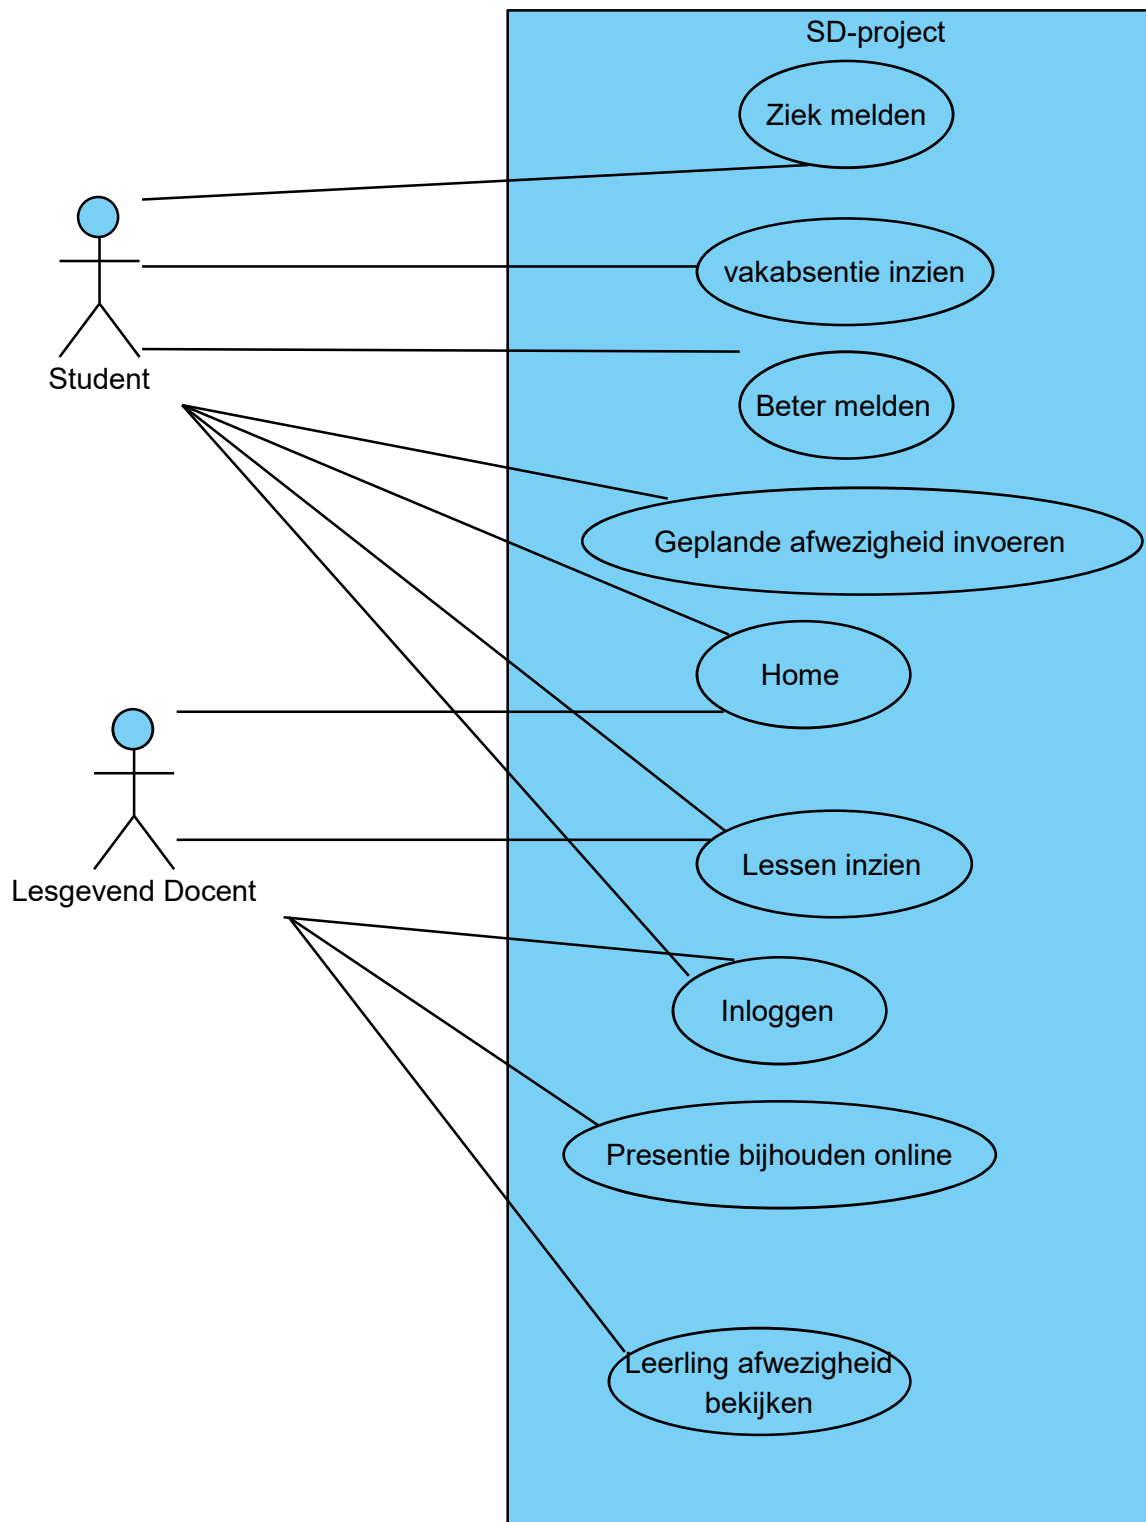 SD-project
Ziek melden
vakabsentie inzien
Student
Beter melden
Geplande afwezigheid invoeren
Home
Lesgevend Docent
Lessen inzien
Inloggen
Presentie bijhouden online
Leerling afwezigheid
bekijken